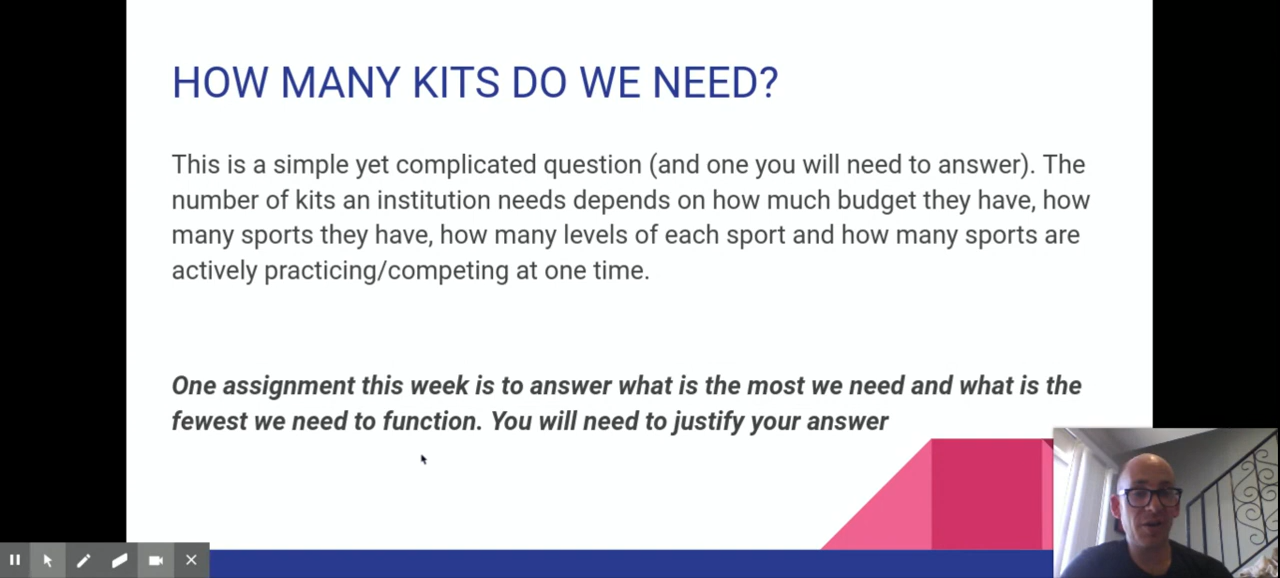 HOW MANY KITS DO WE NEED?
This is a simple yet complicated question (and one you will need to answer). The
number of kits an institution needs depends on how much budget they have, how
many sports they have, how many levels of each sport and how many sports are
actively practicing/competing at one time.
One assignment this week is to answer what is the most we need and what is the
fewest we need to function. You will need to justify your answer